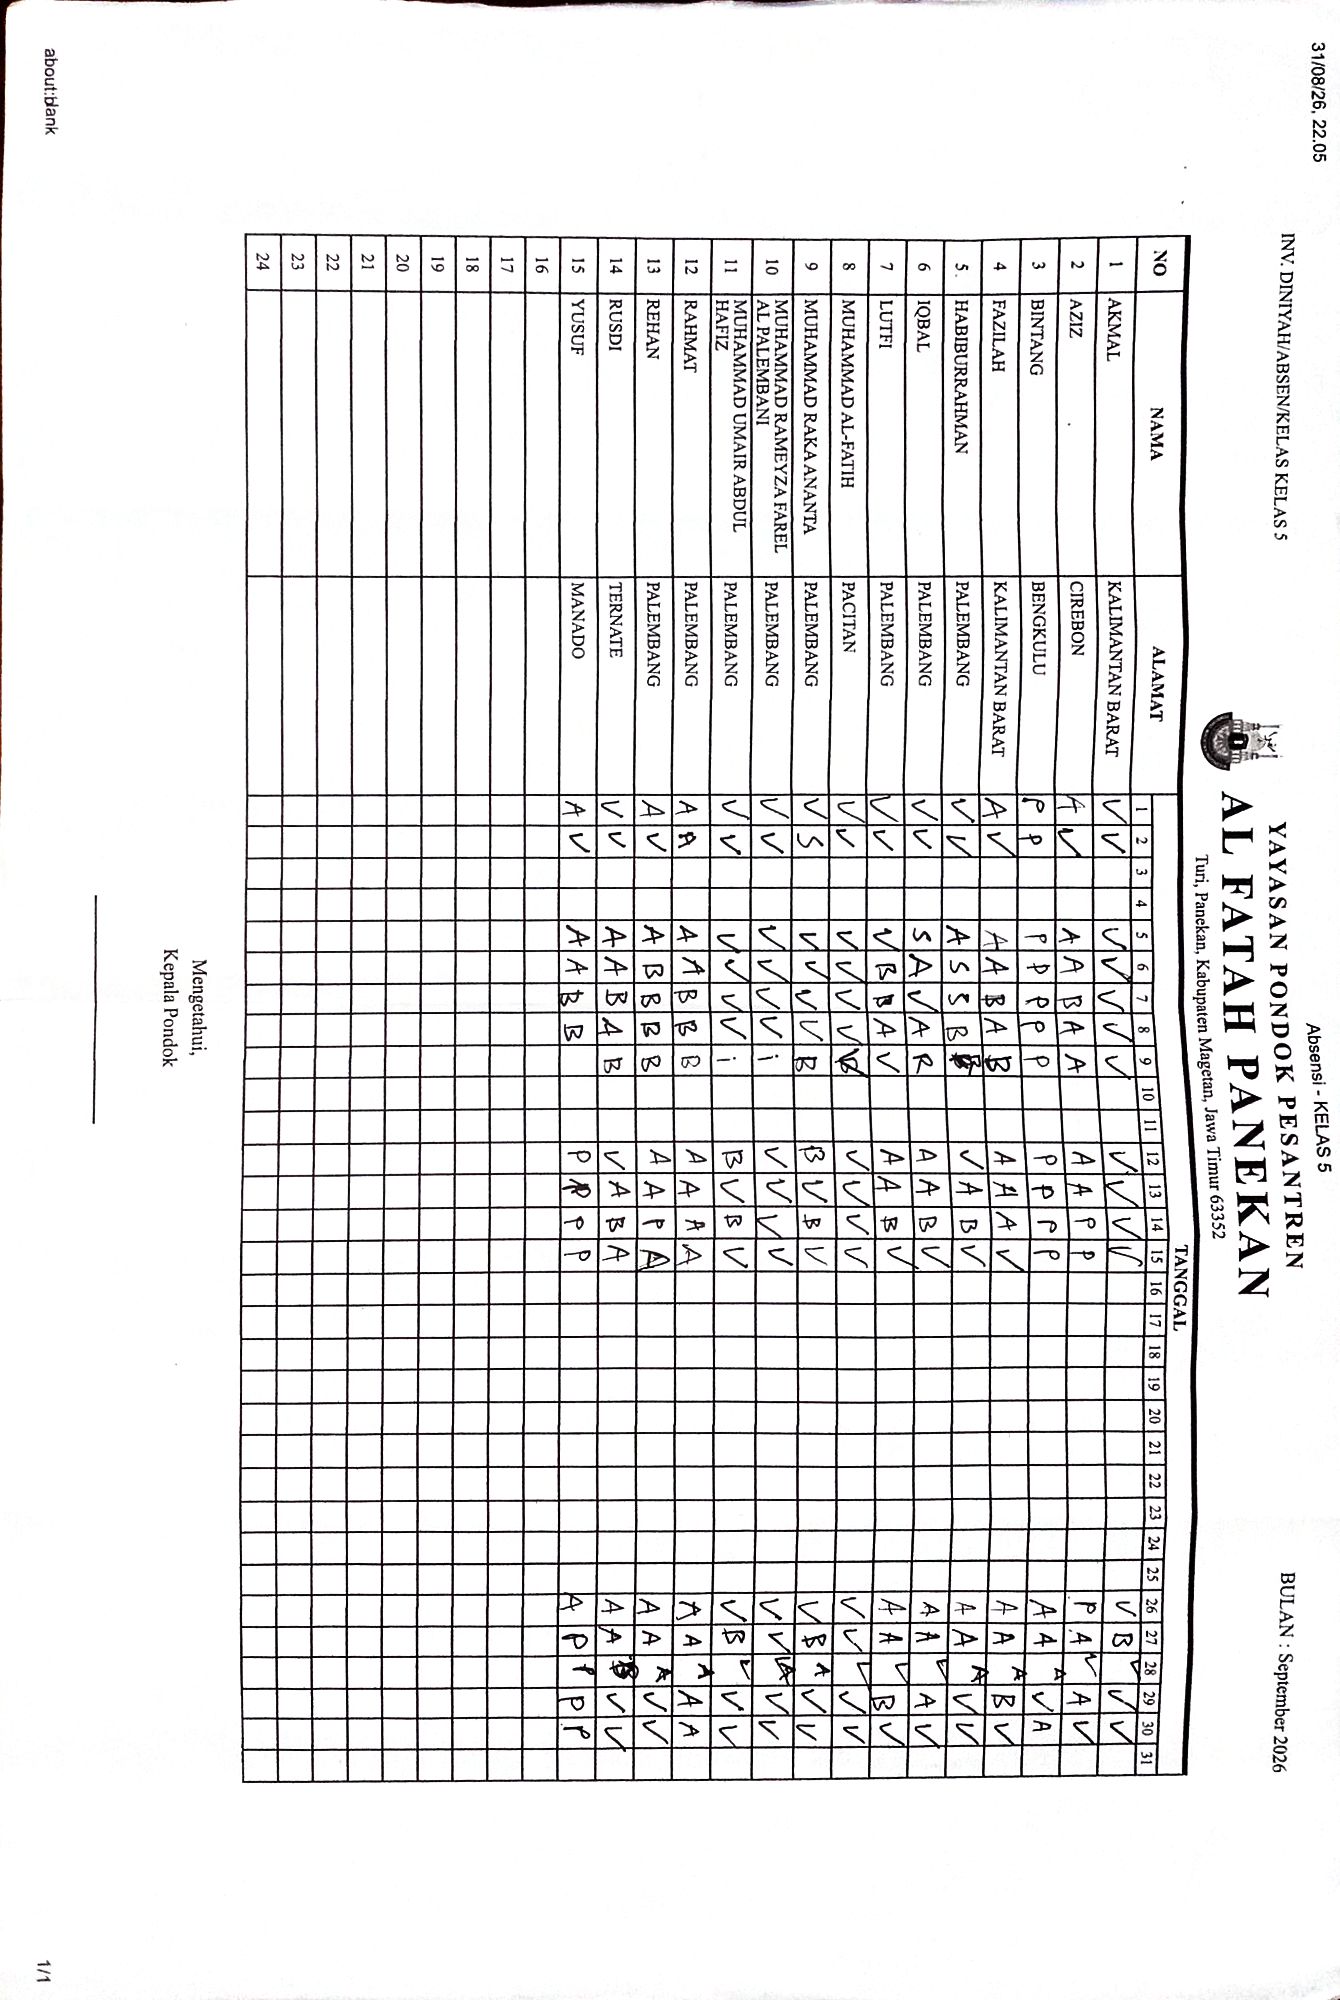 31/08/26, 22.05
Absensi - KELAS 5
INV. DINIYAH/ABSEN/KELAS KELAS 5
YAYASAN PONDOK PESANTREN
BULAN : September 2026
AL FATAH PANEKAN
Turi, Panekan, Kabupaten Magetan, Jawa Timur 63352
NO NAMA ALAMAT TANGGAL
1 2 3 4 5 6 7 8 9 10 11 12 13 14 15 16 17 18 19 20 21 22 23 24 25 26 27 28 29 30 31
1 AKMAL KALIMANTAN BARAT V V V V V V V V V V V V B V V V
2 AZIZ CIREBON A V A A B A A A A P P P A V A V
3 BINTANG BENGKULU P P P P P P P P P P P A A A V A
4 FAZILAH KALIMANTAN BARAT A V A A B A B A A A V A A A B V
5. HABIBURRAHMAN PALEMBANG V V A S S B V A B V A A A V V
6 IQBAL PALEMBANG V V S A V A R A A B V A A V A V
7 LUTFI PALEMBANG V V V B B A V A A B V A A V B V
8 MUHAMMAD AL-FATIH PACITAN V V V V V V V V V V V V V V V
9 MUHAMMAD RAKA ANANTA PALEMBANG V S V V V V B B V B V V B A V V
10 MUHAMMAD RAMEYZA FAREL AL PALEMBANI PALEMBANG V V V V V V i V V V V V V A V V
11 MUHAMMAD UMAIR ABDUL HAFIZ PALEMBANG V V V V V V i B V B V V B V V V
12 RAHMAT PALEMBANG A A A A B B B A A A A A A A A A
13 REHAN PALEMBANG A V A B B B B A A P A A A A V V
14 RUSDI TERNATE V V A A B A B V A B A A A B V V
15 YUSUF MANADO A V A A B B P P P P A P P P P
16
17
18
19
20
21
22
23
24
Mengetahui,
Kepala Pondok
about:blank
1/1